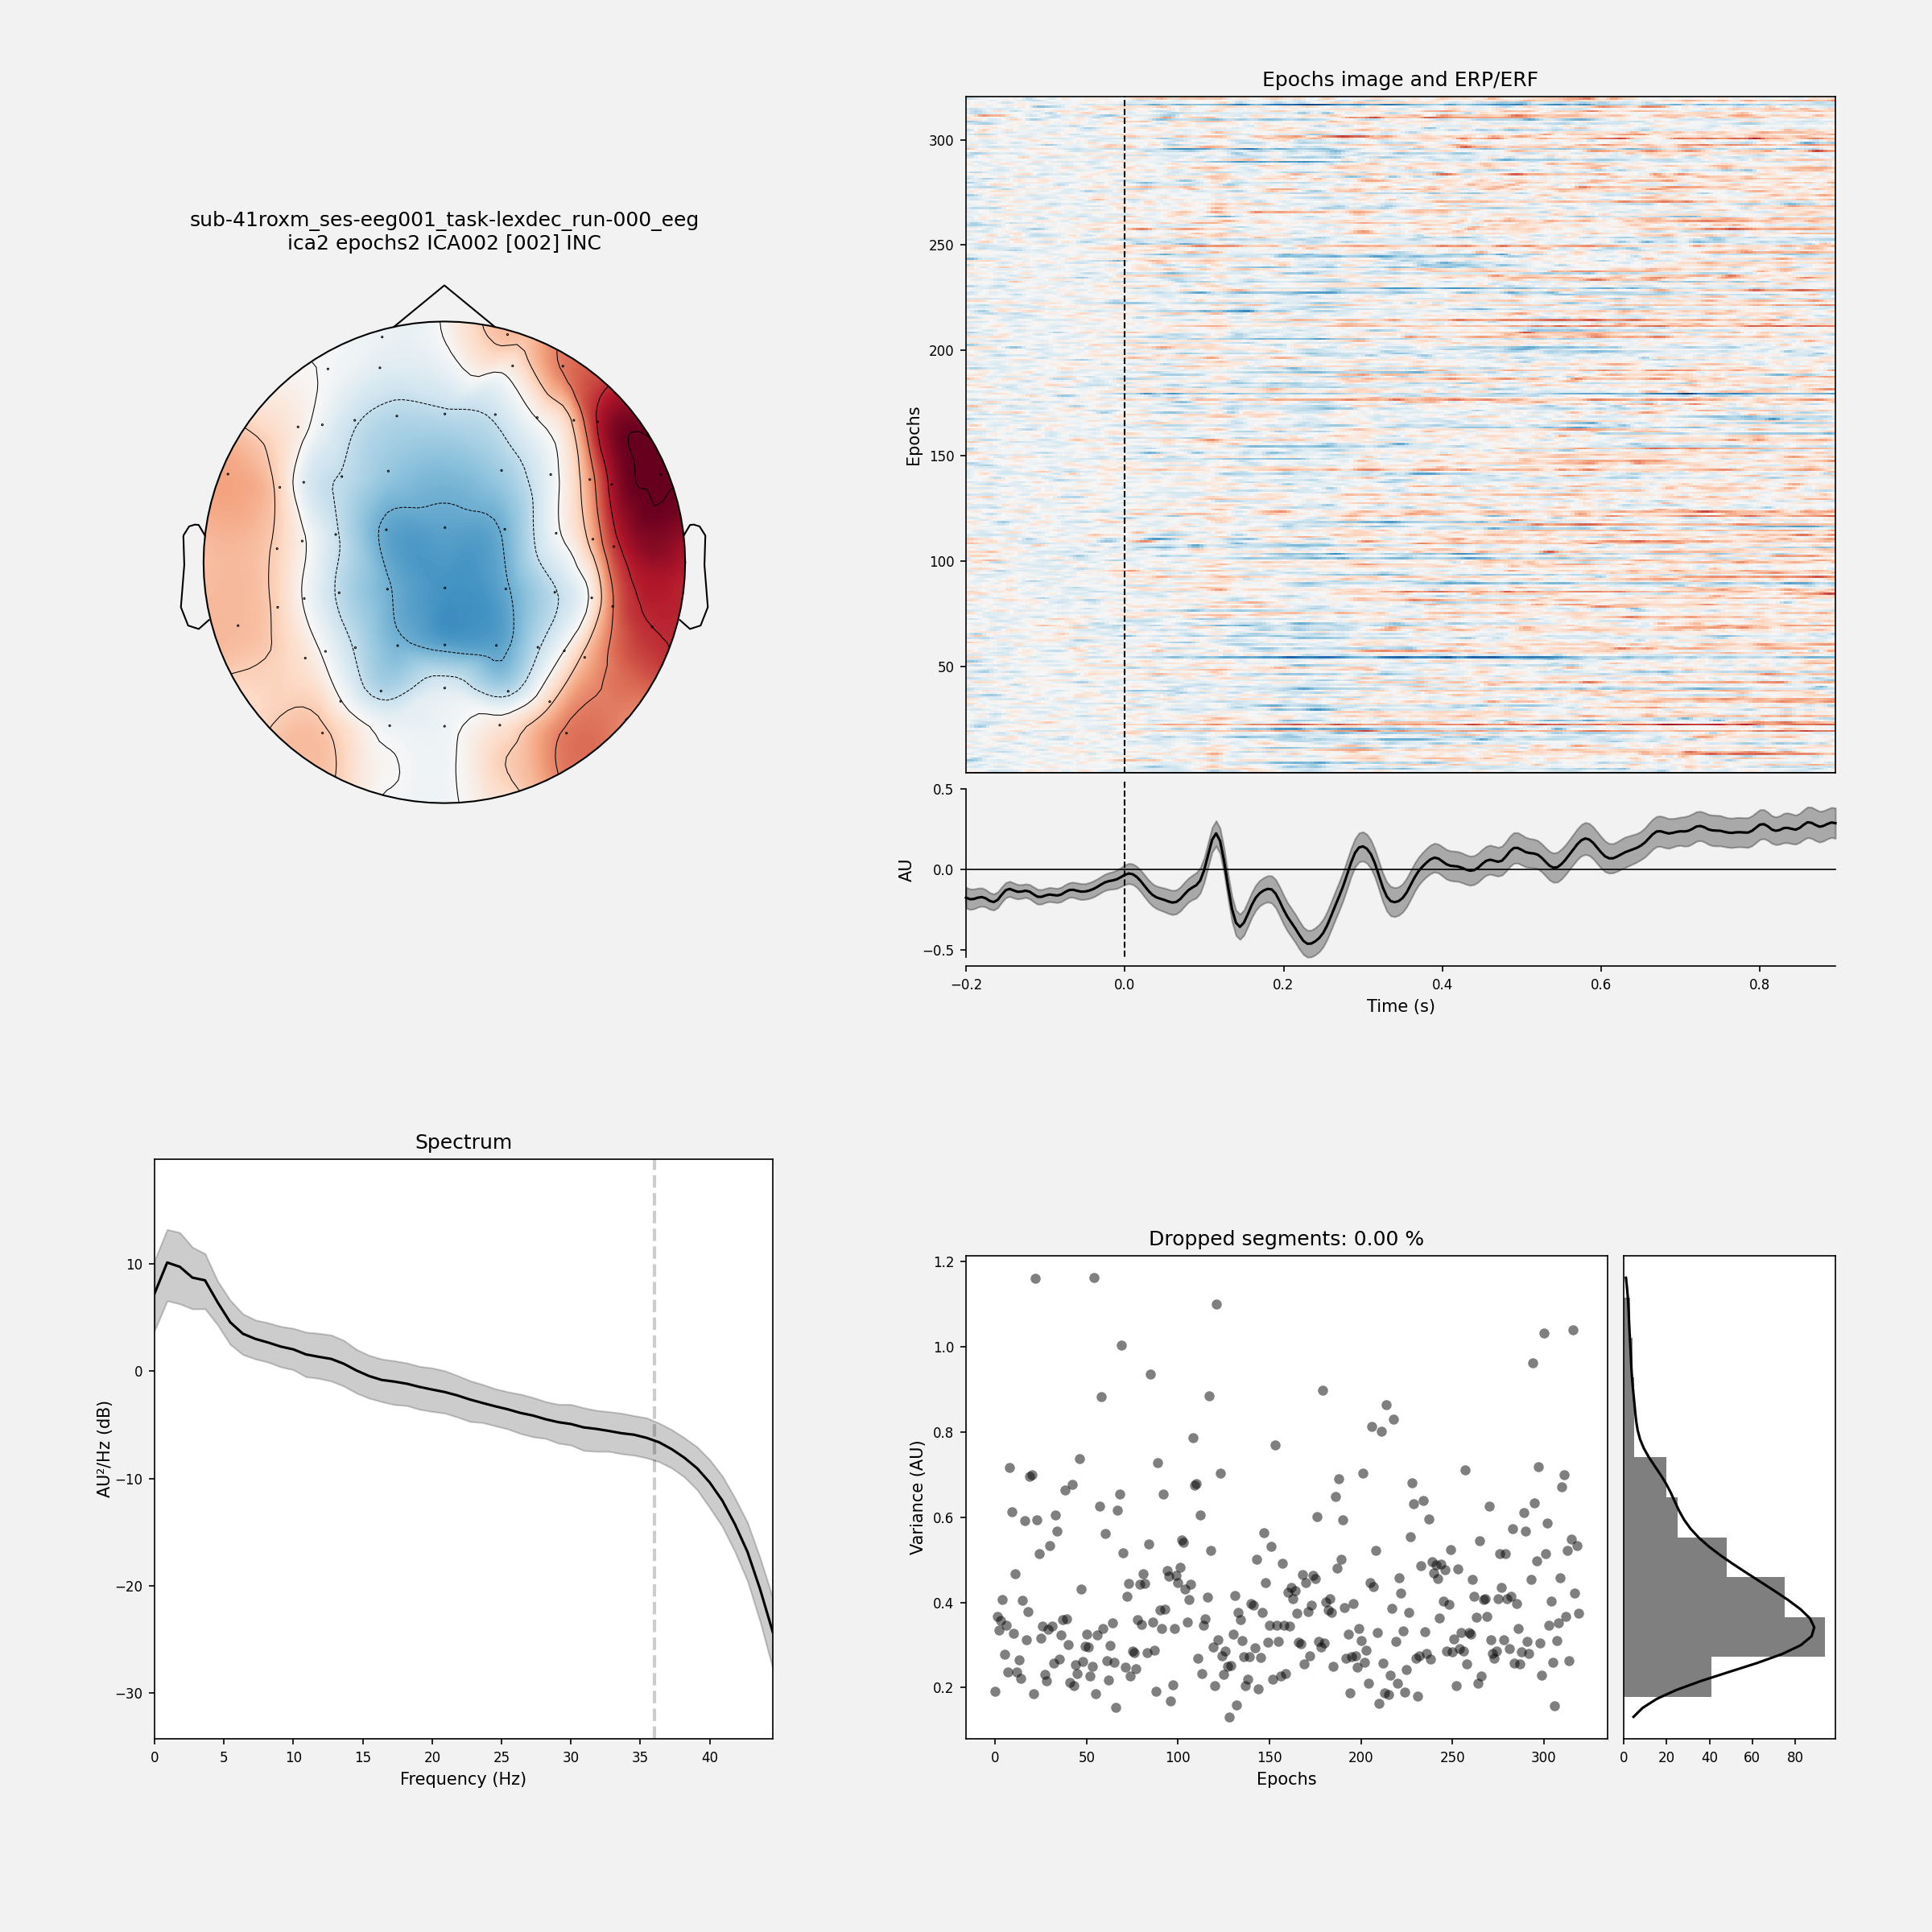 sub-41roxm_ses-eeg001_task-lexdec_run-000_eeg
ica2 epochs2 ICA002 [002] INC
Epochs image and ERP/ERF
Epochs
300
250
200
150
100
50
AU
0.5
0.0
−0.5
−0.2 0.0 0.2 0.4 0.6 0.8
Time (s)
Spectrum
AU²/Hz (dB)
10
0
−10
−20
−30
0 5 10 15 20 25 30 35 40
Frequency (Hz)
Dropped segments: 0.00 %
Variance (AU)
1.2
1.0
0.8
0.6
0.4
0.2
0 50 100 150 200 250 300
Epochs
0 20 40 60 80